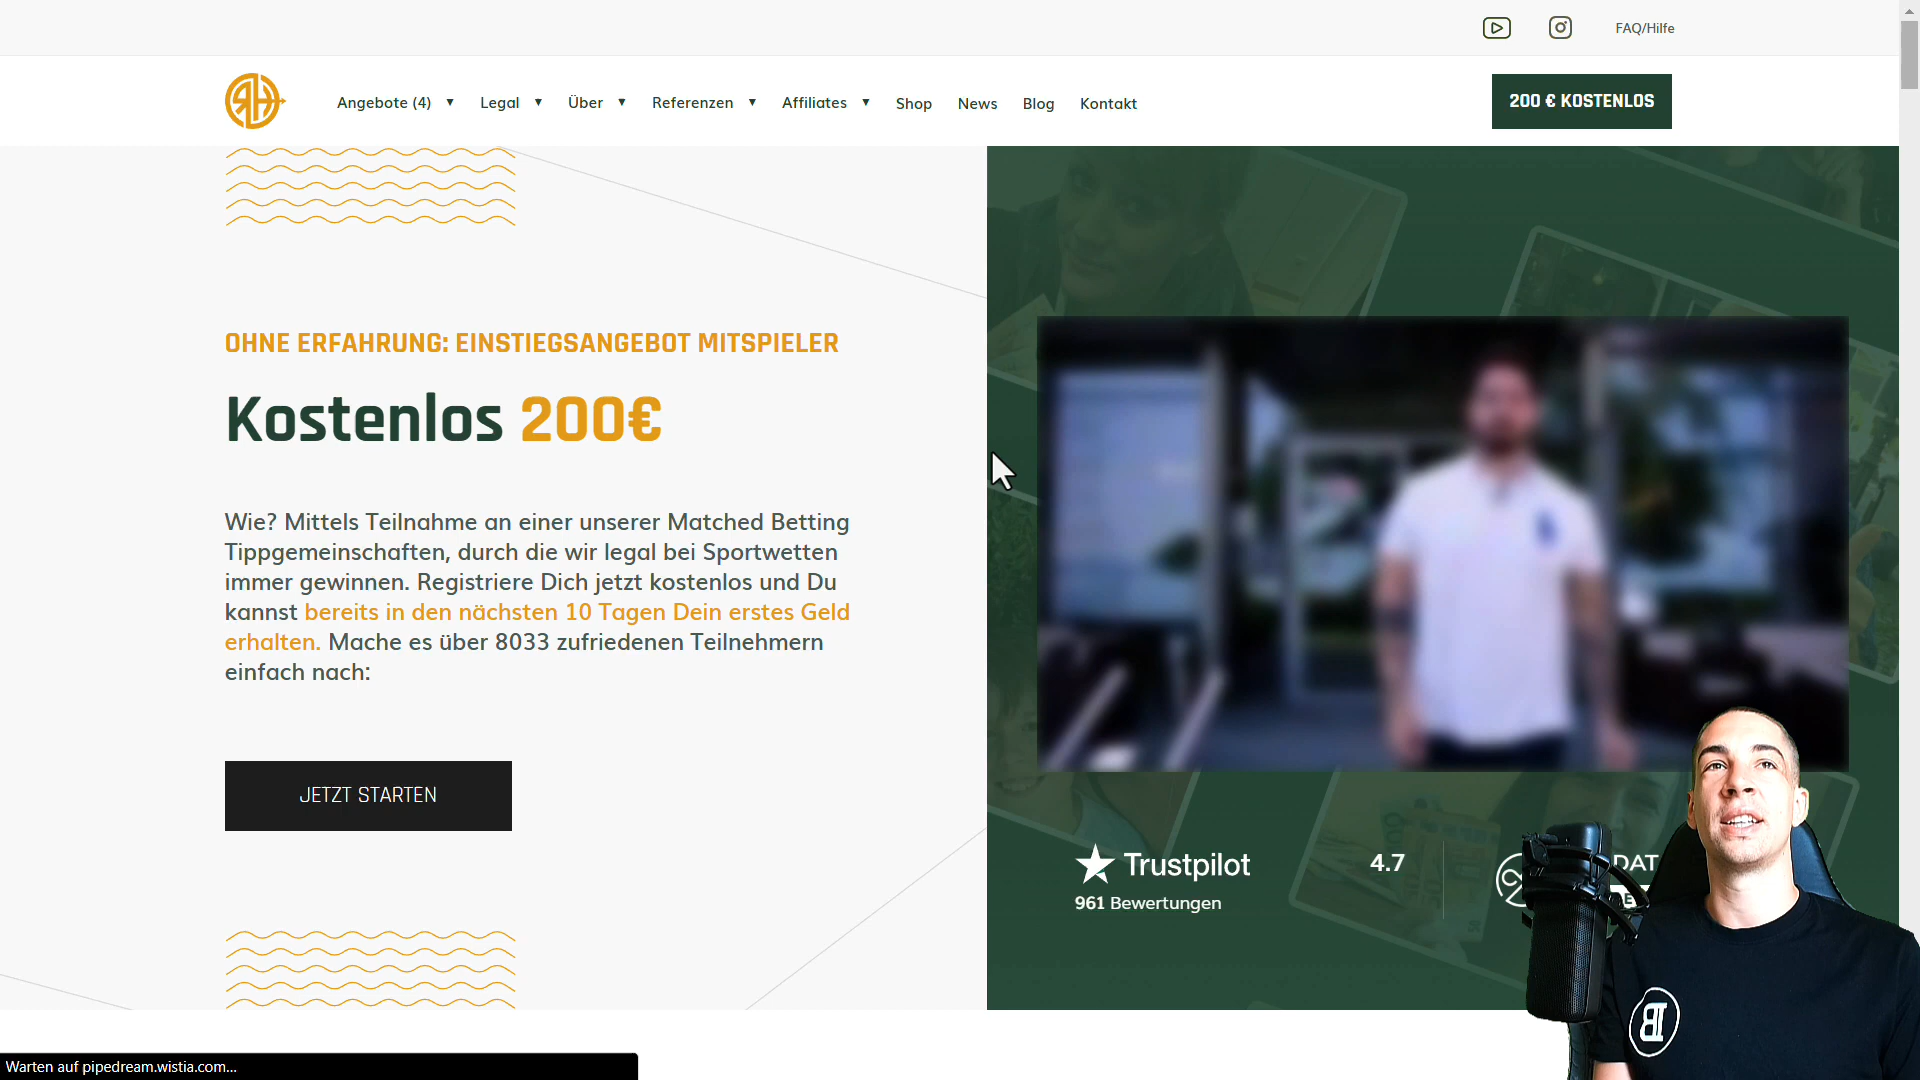 FAQ/Hilfe
Angebote (4) ▼ Legal ▼ Über ▼ Referenzen ▼ Affiliates ▼ Shop News Blog Kontakt
200 € KOSTENLOS
OHNE ERFAHRUNG: EINSTIEGSANGEBOT MITSPIELER
Kostenlos 200€
Wie? Mittels Teilnahme an einer unserer Matched Betting
Tippgemeinschaften, durch die wir legal bei Sportwetten
immer gewinnen. Registriere Dich jetzt kostenlos und Du
kannst bereits in den nächsten 10 Tagen Dein erstes Geld
erhalten. Mache es über 8033 zufriedenen Teilnehmern
einfach nach:
JETZT STARTEN
Trustpilot
4.7
961 Bewertungen
Warten auf pipedream.wistia.com...